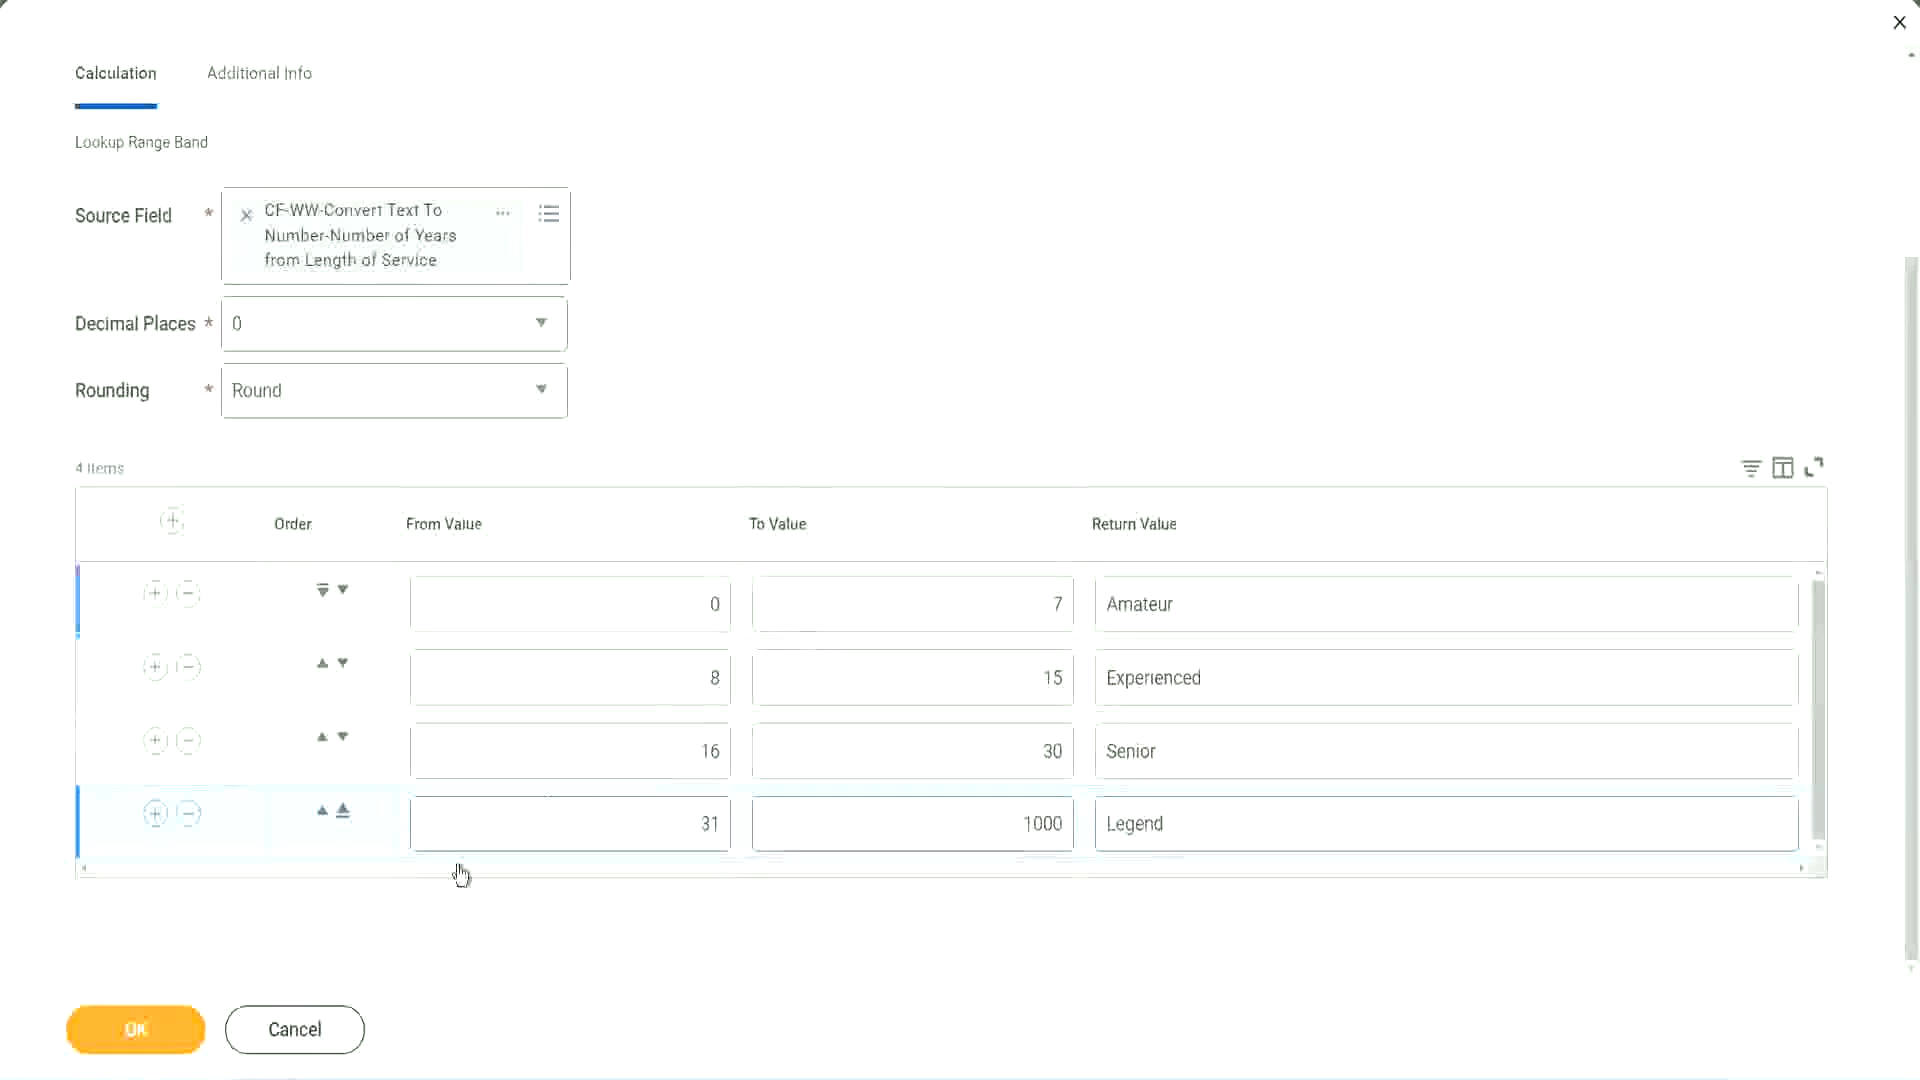 Calculation
Additional Info
Lookup Range Band
Source Field *
CF-WW-Convert Text To
Number-Number of Years
from Length of Service
Decimal Places * 0
Rounding * Round
4 items
Order From Value To Value Return Value
0 7 Amateur
8 15 Experienced
16 30 Senior
31 1000 Legend
OK Cancel